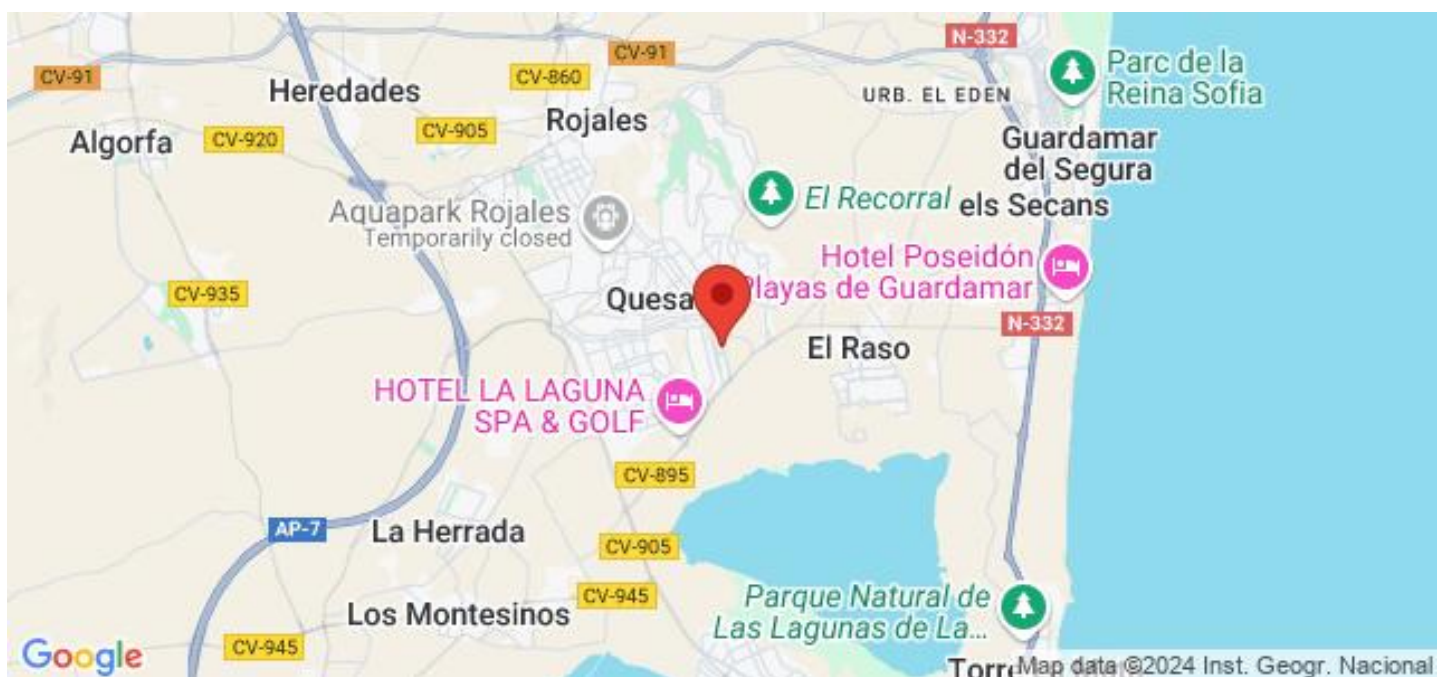 N-332
CV-91
Parc de la
Reina Sofia
CV-91
CV-860
Heredades
URB. EL EDEN
Rojales
CV-905
Algorfa
CV-920
Guardamar
del Segura
El Recorral
els Secans
Aquapark Rojales
Temporarily closed
Hotel Poseidón
Playas de Guardamar
CV-935
Quesa
N-332
El Raso
HOTEL LA LAGUNA
SPA & GOLF
CV-895
AP-7
La Herrada
CV-905
CV-945
Parque Natural de
Las Lagunas de La...
Los Montesinos
CV-945
Google
Map data ©2024 Inst. Geogr. Nacional